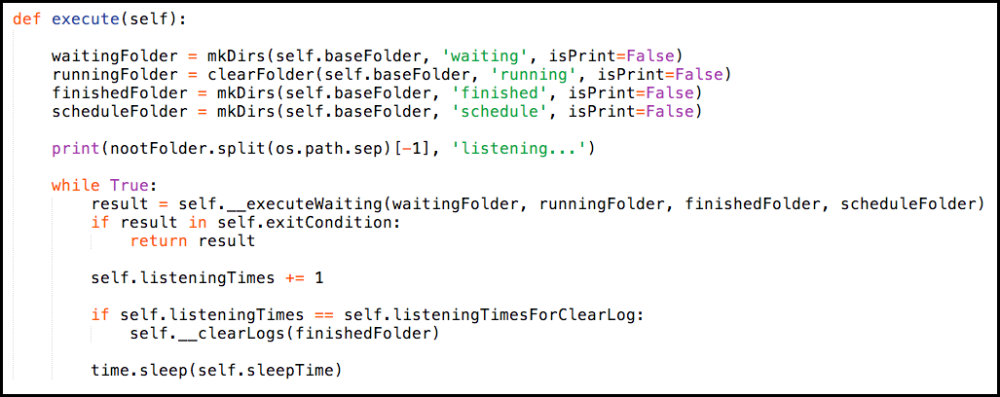 def execute(self):
waitingFolder = mkDirs(self.baseFolder, 'waiting', isPrint=False)
runningFolder = clearFolder(self.baseFolder, 'running', isPrint=False)
finishedFolder = mkDirs(self.baseFolder, 'finished', isPrint=False)
scheduleFolder = mkDirs(self.baseFolder, 'schedule', isPrint=False)
print(nootFolder.split(os.path.sep)[-1], 'listening...')
while True:
result = self.__executeWaiting(waitingFolder, runningFolder, finishedFolder, scheduleFolder)
if result in self.exitCondition:
return result
self.listeningTimes += 1
if self.listeningTimes == self.listeningTimesForClearLog:
self.__clearLogs(finishedFolder)
time.sleep(self.sleepTime)